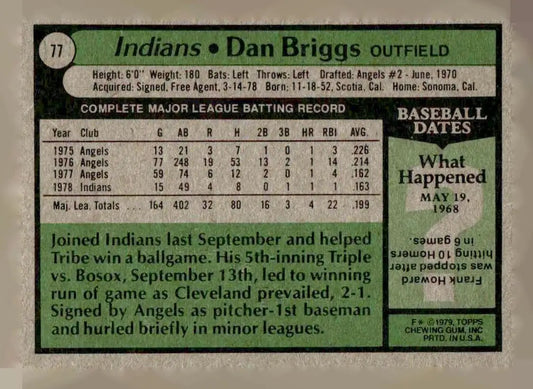 77
Indians • Dan Briggs OUTFIELD
Height: 6'0" Weight: 180 Bats: Left Throws: Left Drafted: Angels #2 - June, 1970
Acquired: Signed, Free Agent, 3-14-78 Born: 11-18-52, Scotia, Cal. Home: Sonoma, Cal.
COMPLETE MAJOR LEAGUE BATTING RECORD
Year Club G AB R H 2B 3B HR RBI AVG.
1975 Angels 13 21 3 7 1 0 1 3 .226
1976 Angels 77 248 19 53 13 2 1 14 .214
1977 Angels 59 74 6 12 2 0 1 4 .162
1978 Indians 15 49 4 8 0 1 1 1 .163
Maj. Lea. Totals .... 164 402 32 80 16 3 4 22 .199
Joined Indians last September and helped
Tribe win a ballgame. His 5th-inning Triple
vs. Bosox, September 13th, led to winning
run of game as Cleveland prevailed, 2-1.
Signed by Angels as pitcher-1st baseman
and hurled briefly in minor leagues.
BASEBALL
DATES
What
Happened
MAY 19,
1968
?
Frank Howard
was stopped after
hitting 10 Homers
in 6 games.
F* ©1979, TOPPS
CHEWING GUM, INC
PRTD. IN U.S.A.